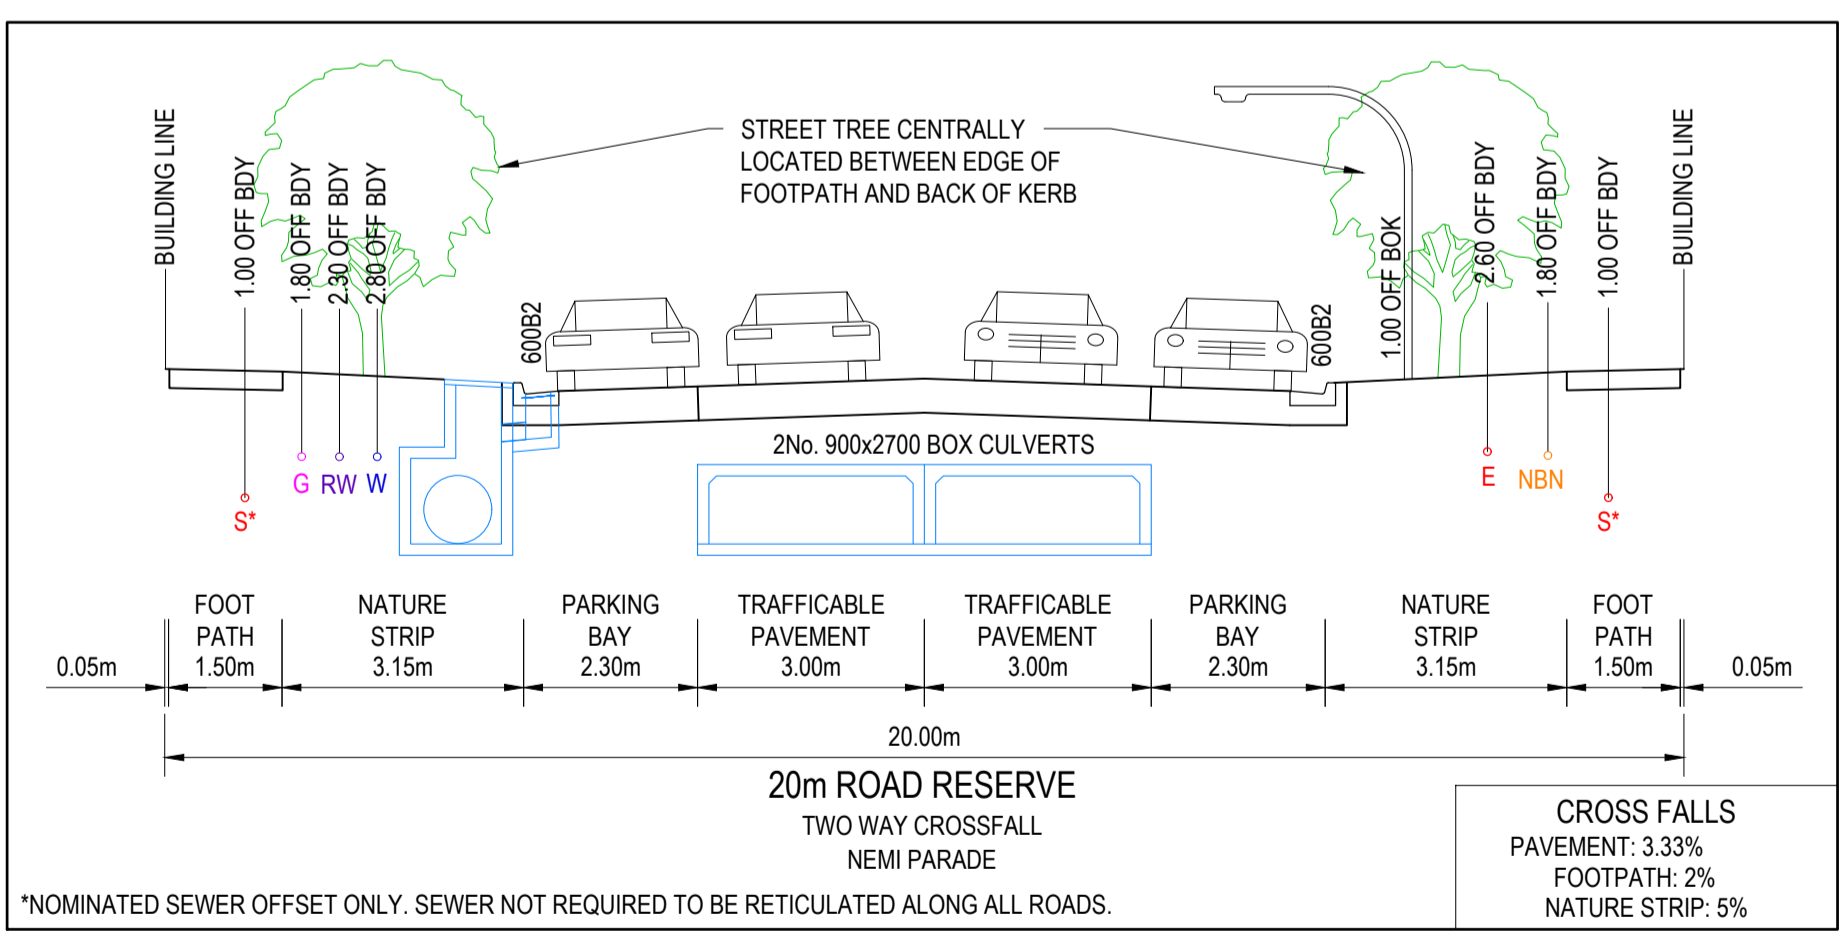 BUILDING LINE
1.00 OFF BDY
1.80 OFF BDY
2.30 OFF BDY
2.80 OFF BDY
STREET TREE CENTRALLY
LOCATED BETWEEN EDGE OF
FOOTPATH AND BACK OF KERB
1.00 OFF BOK
2.60 OFF BDY
1.80 OFF BDY
1.00 OFF BDY
BUILDING LINE
600B2
600B2
2No. 900x2700 BOX CULVERTS
G
RW
W
S*
E
NBN
S*
0.05m
FOOT
PATH
1.50m
NATURE
STRIP
3.15m
PARKING
BAY
2.30m
TRAFFICABLE
PAVEMENT
3.00m
TRAFFICABLE
PAVEMENT
3.00m
PARKING
BAY
2.30m
NATURE
STRIP
3.15m
FOOT
PATH
1.50m
0.05m
20.00m
20m ROAD RESERVE
TWO WAY CROSSFALL
NEMI PARADE
*NOMINATED SEWER OFFSET ONLY. SEWER NOT REQUIRED TO BE RETICULATED ALONG ALL ROADS.
CROSS FALLS
PAVEMENT: 3.33%
FOOTPATH: 2%
NATURE STRIP: 5%